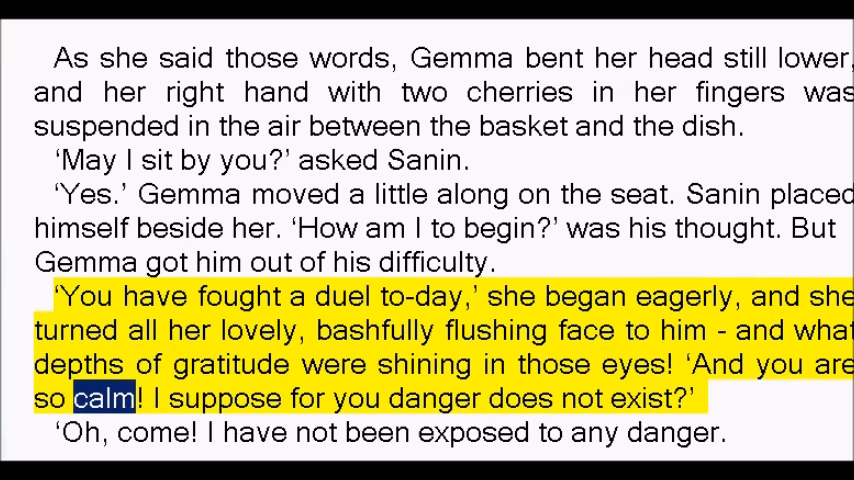 As she said those words, Gemma bent her head still lower,
and her right hand with two cherries in her fingers was
suspended in the air between the basket and the dish.
‘May I sit by you?’ asked Sanin.
‘Yes.’ Gemma moved a little along on the seat. Sanin placed
himself beside her. ‘How am I to begin?’ was his thought. But
Gemma got him out of his difficulty.
‘You have fought a duel to-day,’ she began eagerly, and she
turned all her lovely, bashfully flushing face to him - and what
depths of gratitude were shining in those eyes! ‘And you are
so calm! I suppose for you danger does not exist?’
‘Oh, come! I have not been exposed to any danger.